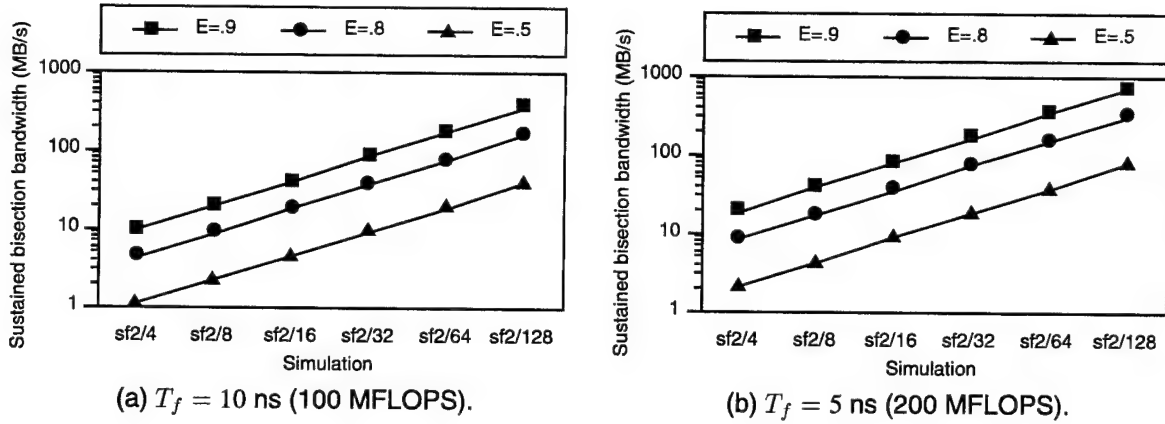 E=.9 E=.8 E=.5
Sustained bisection bandwidth (MB/s)
1000
100
10
1
sf2/4 sf2/8 sf2/16 sf2/32 sf2/64 sf2/128
Simulation
(a) T_f = 10 ns (100 MFLOPS).
E=.9 E=.8 E=.5
Sustained bisection bandwidth (MB/s)
1000
100
10
1
sf2/4 sf2/8 sf2/16 sf2/32 sf2/64 sf2/128
Simulation
(b) T_f = 5 ns (200 MFLOPS).